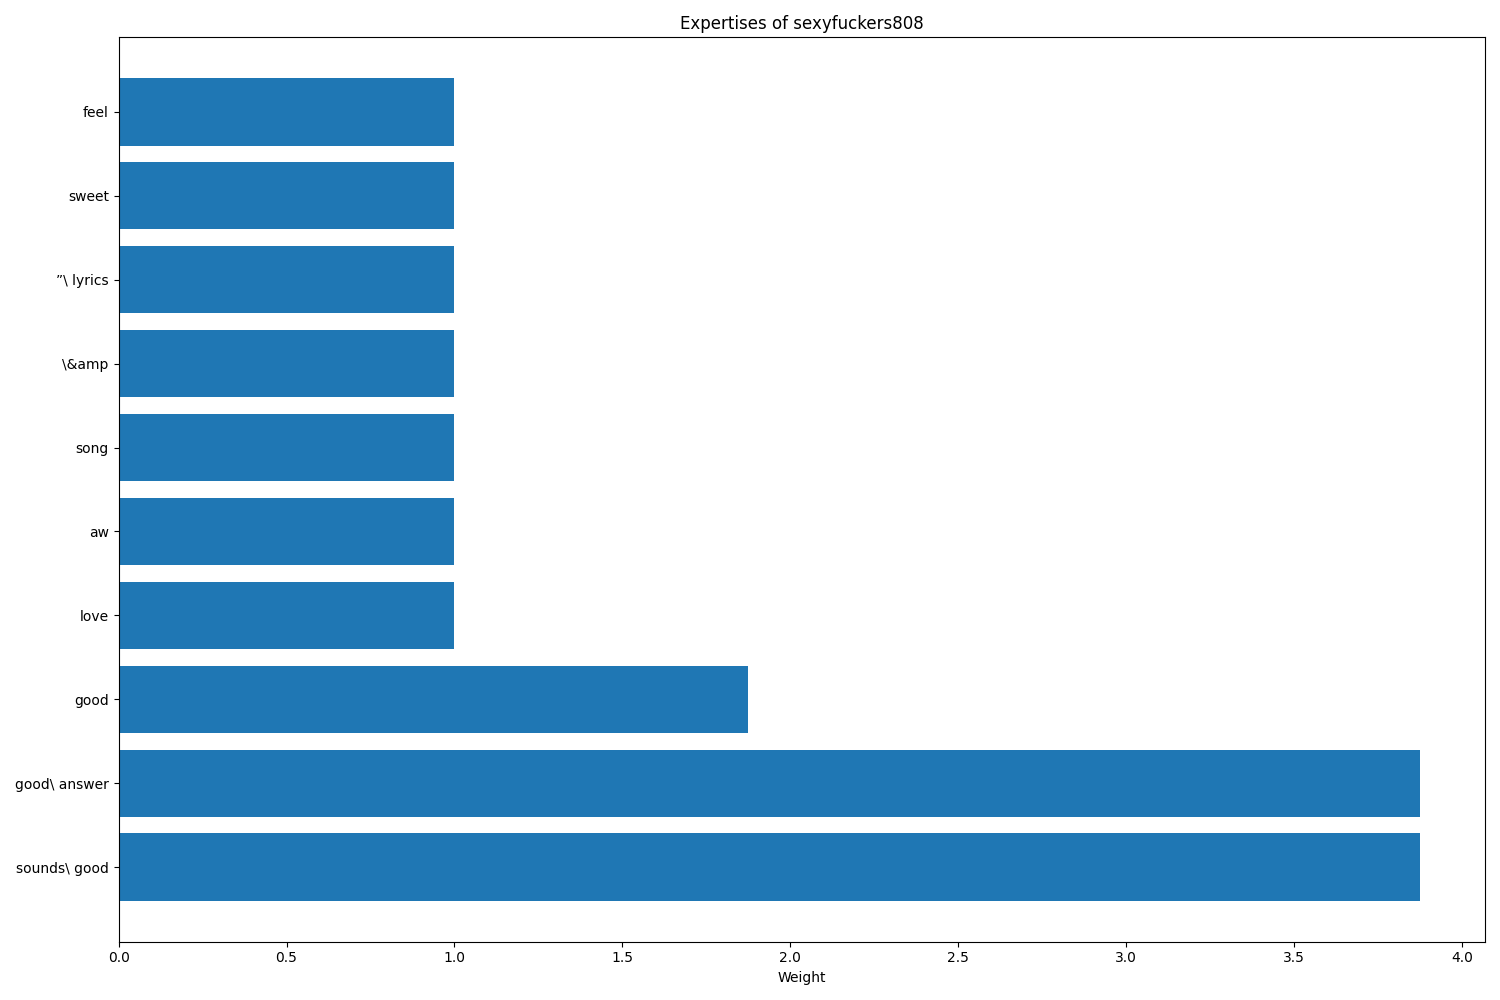 Expertises of sexyfuckers808
feel
sweet
”\ lyrics
\&amp
song
aw
love
good
good\ answer
sounds\ good
0.0 0.5 1.0 1.5 2.0 2.5 3.0 3.5 4.0
Weight